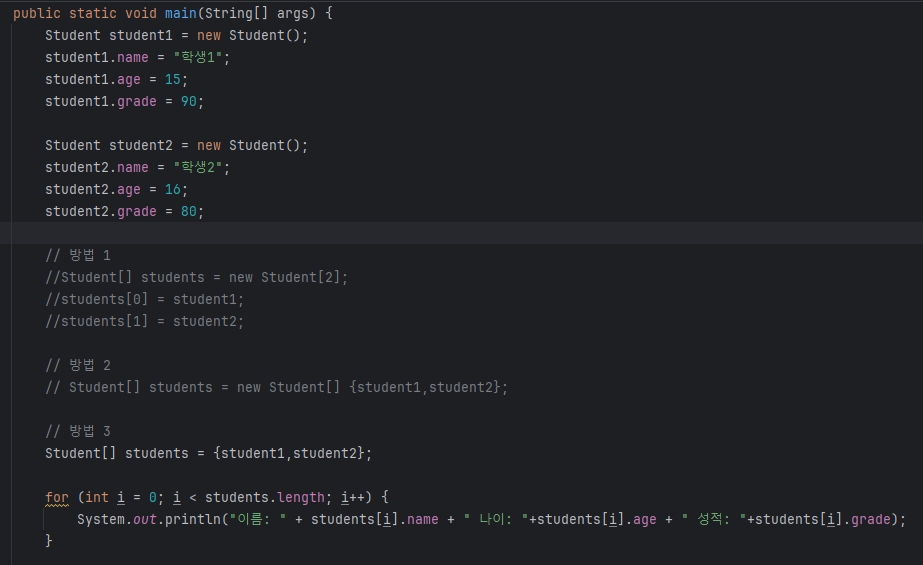 public static void main(String[] args) {
Student student1 = new Student();
student1.name = "학생1";
student1.age = 15;
student1.grade = 90;
Student student2 = new Student();
student2.name = "학생2";
student2.age = 16;
student2.grade = 80;
// 방법 1
//Student[] students = new Student[2];
//students[0] = student1;
//students[1] = student2;
// 방법 2
// Student[] students = new Student[] {student1,student2};
// 방법 3
Student[] students = {student1,student2};
for (int i = 0; i < students.length; i++) {
System.out.println("이름: " + students[i].name + " 나이: "+students[i].age + " 성적: "+students[i].grade);
}